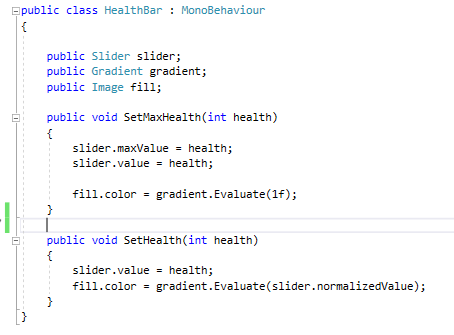 public class HealthBar : MonoBehaviour
{
public Slider slider;
public Gradient gradient;
public Image fill;
public void SetMaxHealth(int health)
{
slider.maxValue = health;
slider.value = health;
fill.color = gradient.Evaluate(1f);
}
public void SetHealth(int health)
{
slider.value = health;
fill.color = gradient.Evaluate(slider.normalizedValue);
}
}